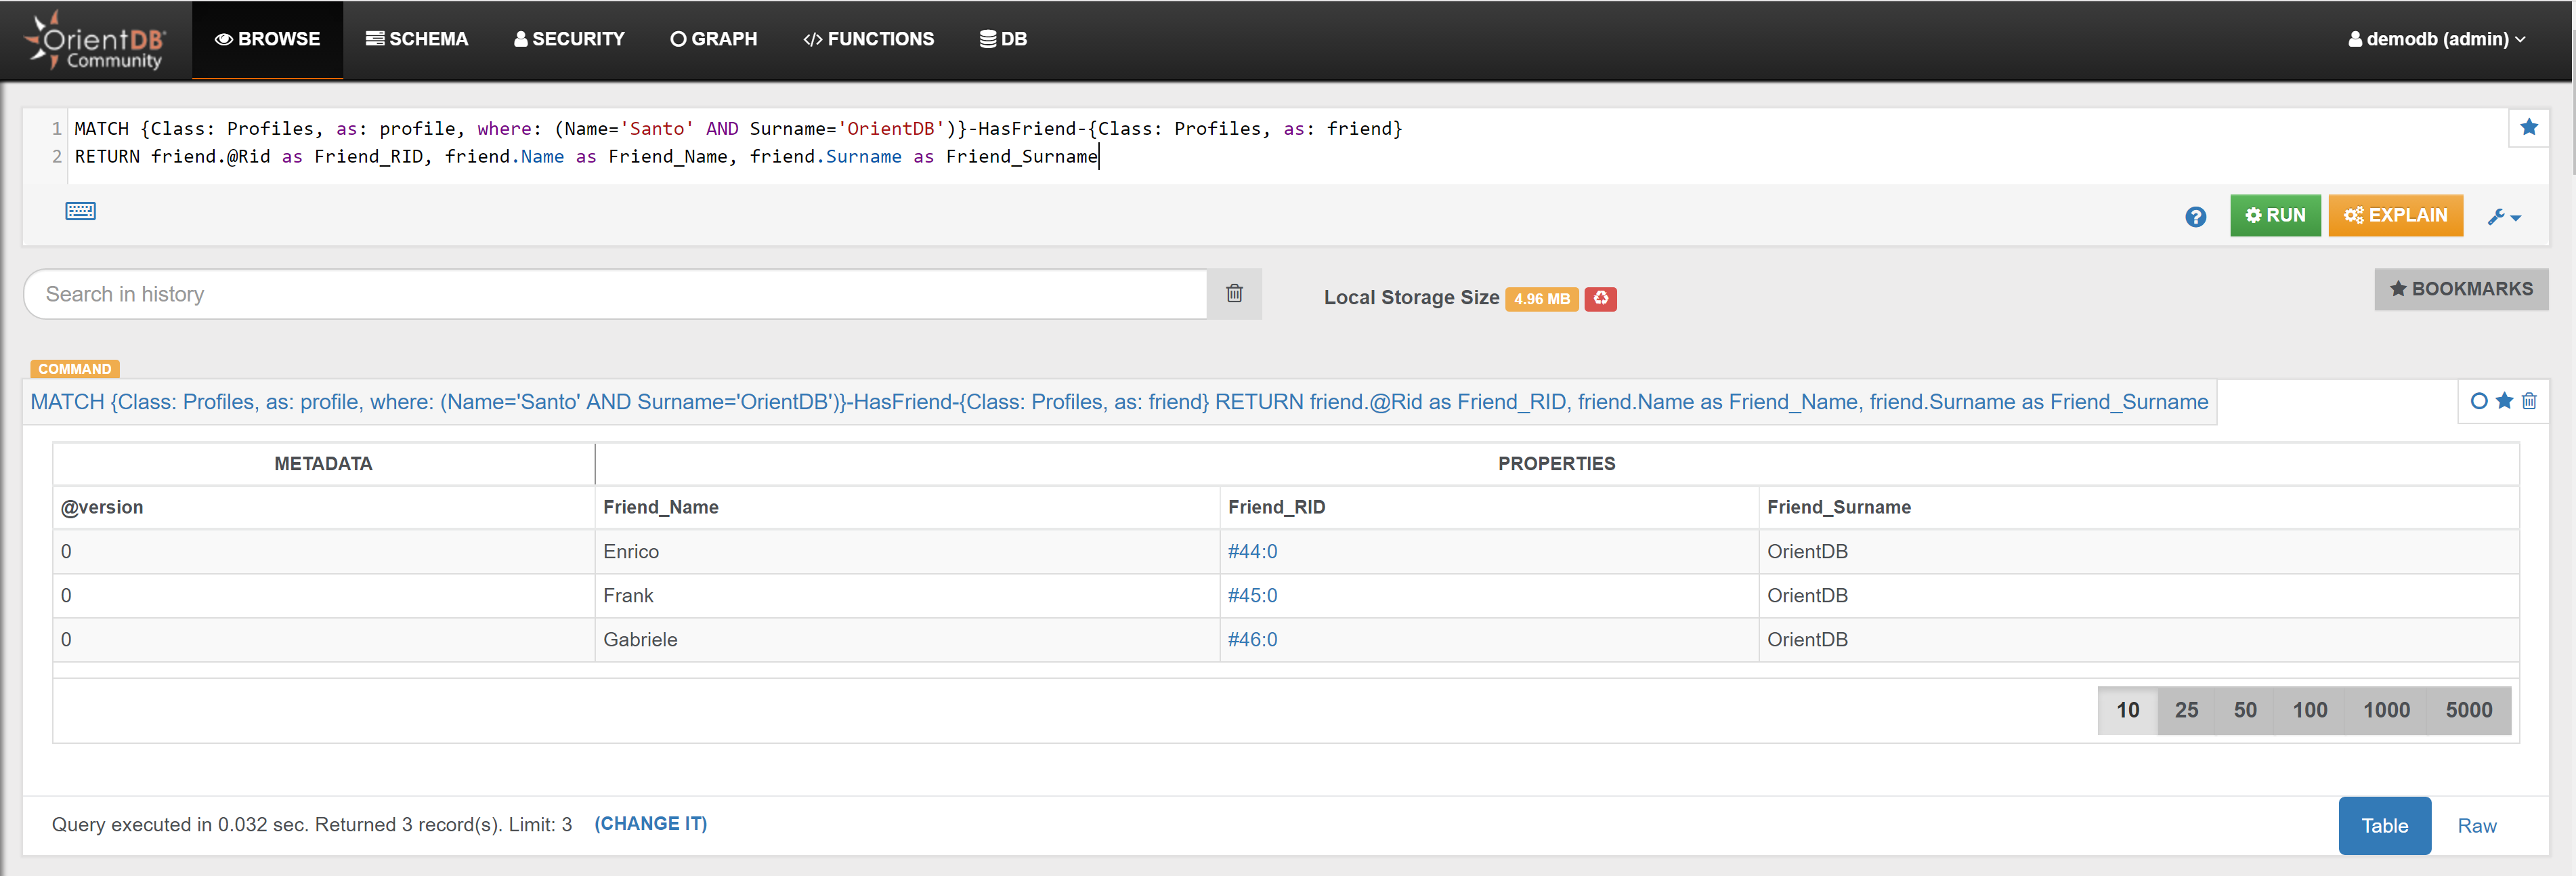 OrientDB®
Community
BROWSE
SCHEMA
SECURITY
GRAPH
</> FUNCTIONS
DB
demodb (admin)
1 MATCH {Class: Profiles, as: profile, where: (Name='Santo' AND Surname='OrientDB')}-HasFriend-{Class: Profiles, as: friend}
2 RETURN friend.@Rid as Friend_RID, friend.Name as Friend_Name, friend.Surname as Friend_Surname
?
RUN
EXPLAIN
Search in history
Local Storage Size 4.96 MB
BOOKMARKS
COMMAND
MATCH {Class: Profiles, as: profile, where: (Name='Santo' AND Surname='OrientDB')}-HasFriend-{Class: Profiles, as: friend} RETURN friend.@Rid as Friend_RID, friend.Name as Friend_Name, friend.Surname as Friend_Surname
METADATA PROPERTIES
@version Friend_Name Friend_RID Friend_Surname
0 Enrico #44:0 OrientDB
0 Frank #45:0 OrientDB
0 Gabriele #46:0 OrientDB
10 25 50 100 1000 5000
Query executed in 0.032 sec. Returned 3 record(s). Limit: 3 (CHANGE IT)
Table Raw